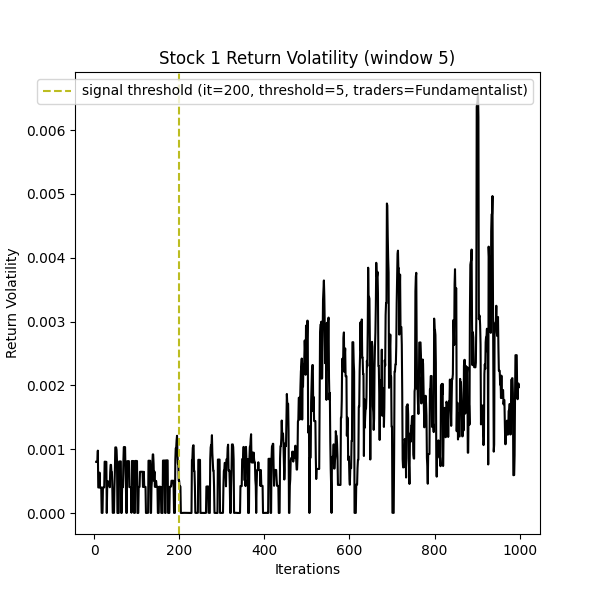 Stock 1 Return Volatility (window 5)
signal threshold (it=200, threshold=5, traders=Fundamentalist)
0.006
0.005
0.004
0.003
0.002
0.001
0.000
Return Volatility
0 200 400 600 800 1000
Iterations